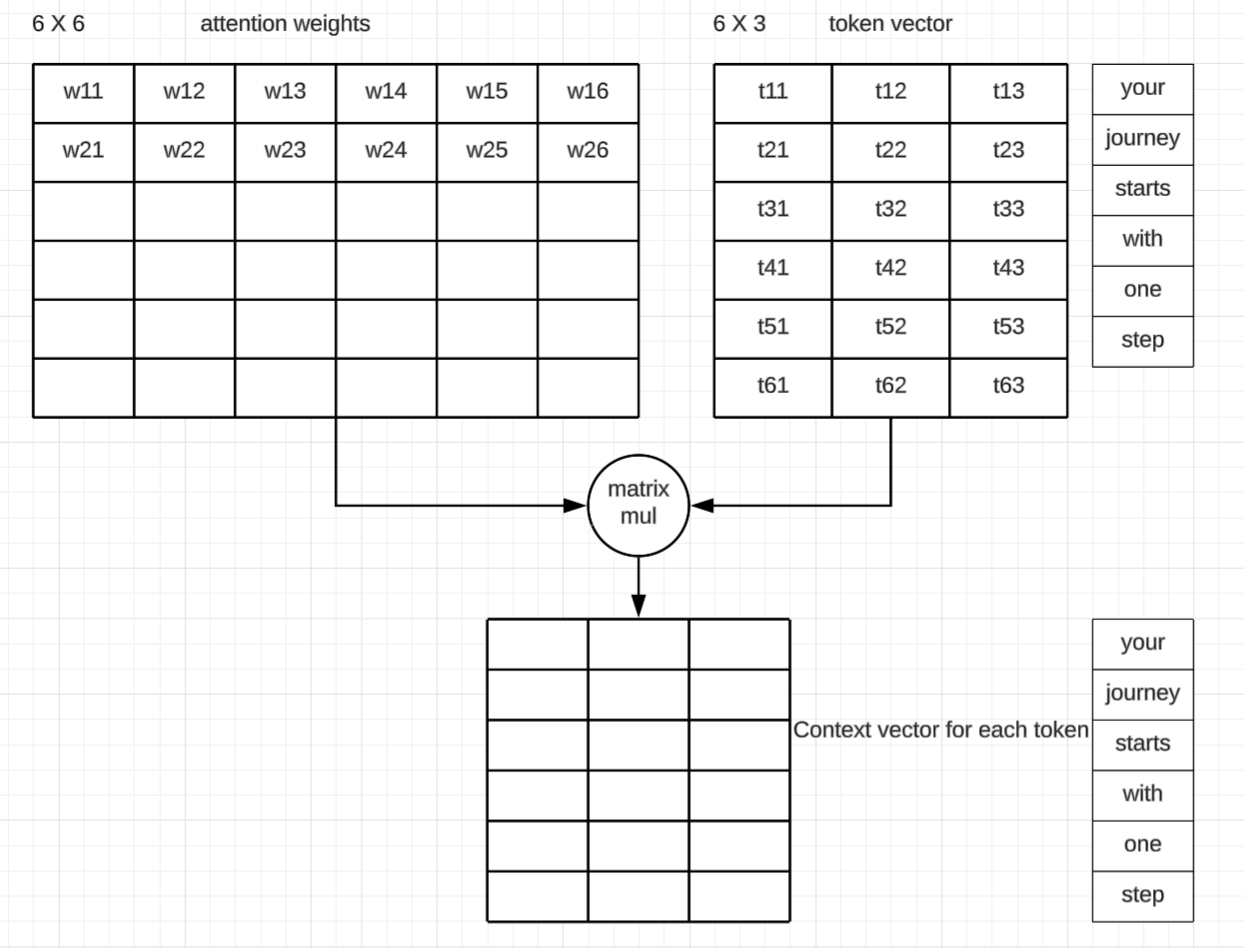 6 X 6 attention weights
6 X 3 token vector
w11 w12 w13 w14 w15 w16
w21 w22 w23 w24 w25 w26
t11 t12 t13
t21 t22 t23
t31 t32 t33
t41 t42 t43
t51 t52 t53
t61 t62 t63
your
journey
starts
with
one
step
matrix
mul
Context vector for each token
your
journey
starts
with
one
step